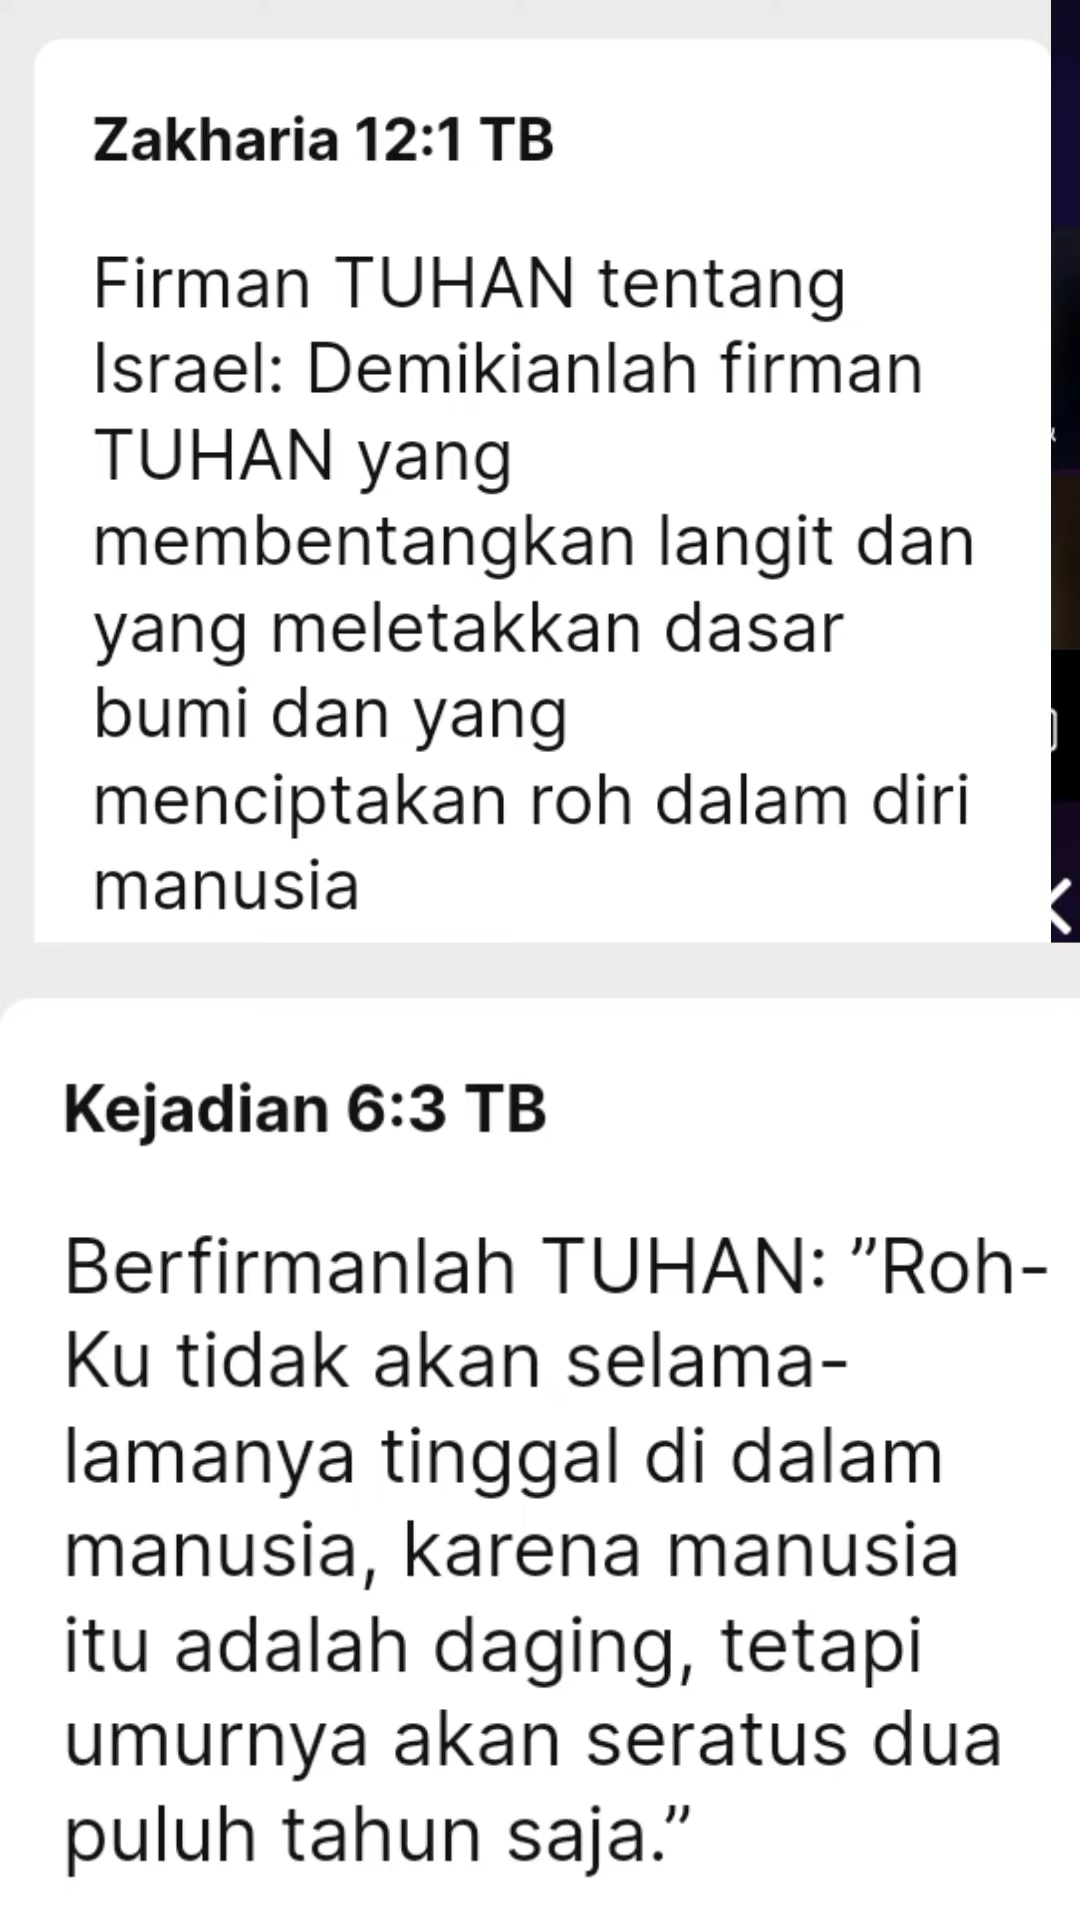 Zakharia 12:1 TB
Firman TUHAN tentang
Israel: Demikianlah firman
TUHAN yang
membentangkan langit dan
yang meletakkan dasar
bumi dan yang
menciptakan roh dalam diri
manusia
Kejadian 6:3 TB
Berfirmanlah TUHAN: ”Roh-
Ku tidak akan selama-
lamanya tinggal di dalam
manusia, karena manusia
itu adalah daging, tetapi
umurnya akan seratus dua
puluh tahun saja.”